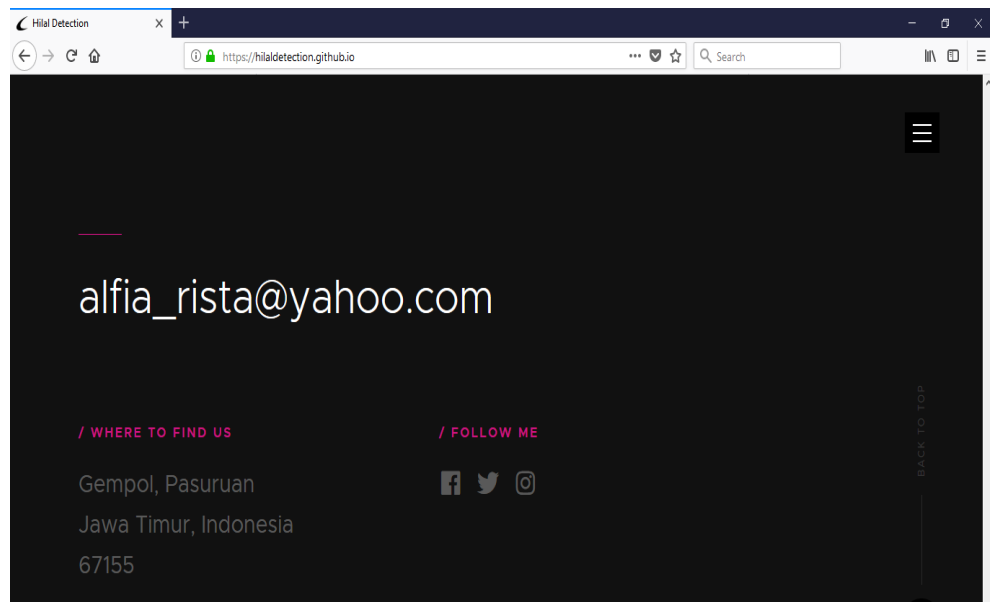 Hilal Detection
https://hilaldetection.github.io
Search
alfia_rista@yahoo.com
/ WHERE TO FIND US
Gempol, Pasuruan
Jawa Timur, Indonesia
67155
/ FOLLOW ME
BACK TO TOP